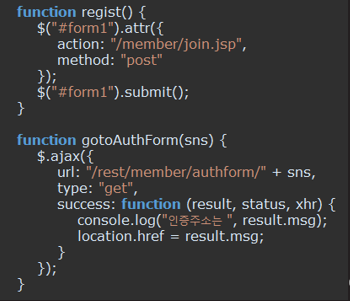 function regist() {
$("#form1").attr({
action: "/member/join.jsp",
method: "post"
});
$("#form1").submit();
}
function gotoAuthForm(sns) {
$.ajax({
url: "/rest/member/authform/" + sns,
type: "get",
success: function (result, status, xhr) {
console.log("인증주소는 ", result.msg);
location.href = result.msg;
}
});
}